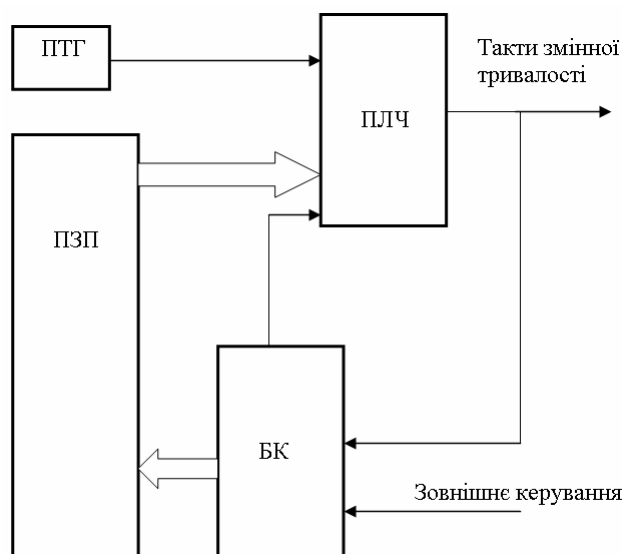 ПТГ
Такти змінної
тривалості
ПЛЧ
ПЗП
БК
Зовнішнє керування